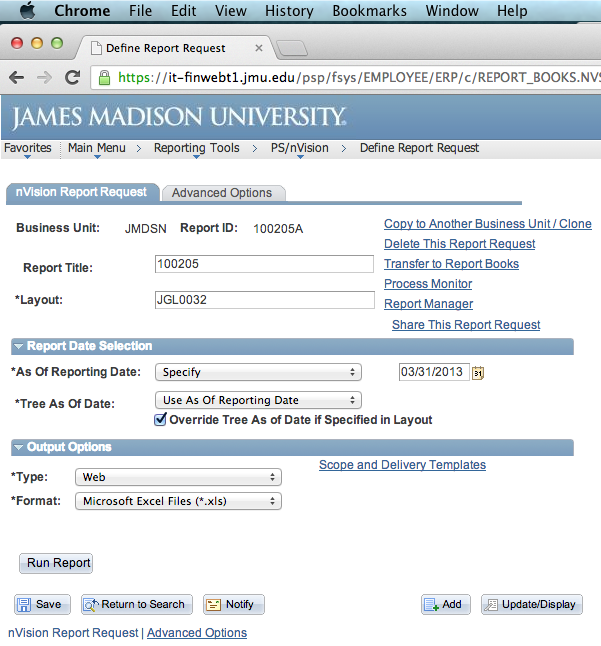 Chrome File Edit View History Bookmarks Window Help
Define Report Request
https://it-finwebt1.jmu.edu/psp/fsys/EMPLOYEE/ERP/c/REPORT_BOOKS.NVS
JAMES MADISON UNIVERSITY.
Favorites Main Menu > Reporting Tools > PS/nVision > Define Report Request
nVision Report Request Advanced Options
Business Unit: JMDSN Report ID: 100205A
Copy to Another Business Unit / Clone
Delete This Report Request
Report Title: 100205
Transfer to Report Books
Process Monitor
*Layout: JGL0032
Report Manager
Share This Report Request
Report Date Selection
*As Of Reporting Date: Specify 03/31/2013 31
*Tree As Of Date: Use As Of Reporting Date
Override Tree As of Date if Specified in Layout
Output Options
Scope and Delivery Templates
*Type: Web
*Format: Microsoft Excel Files (*.xls)
Run Report
Save Return to Search Notify Add Update/Display
nVision Report Request | Advanced Options